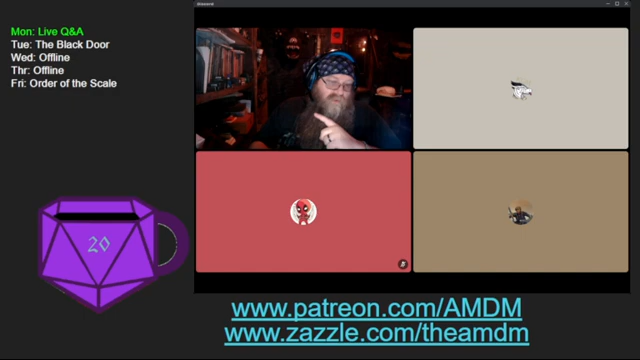 Mon: Live Q&A
Tue: The Black Door
Wed: Offline
Thr: Offline
Fri: Order of the Scale
20
www.patreon.com/AMDM
www.zazzle.com/theamdm